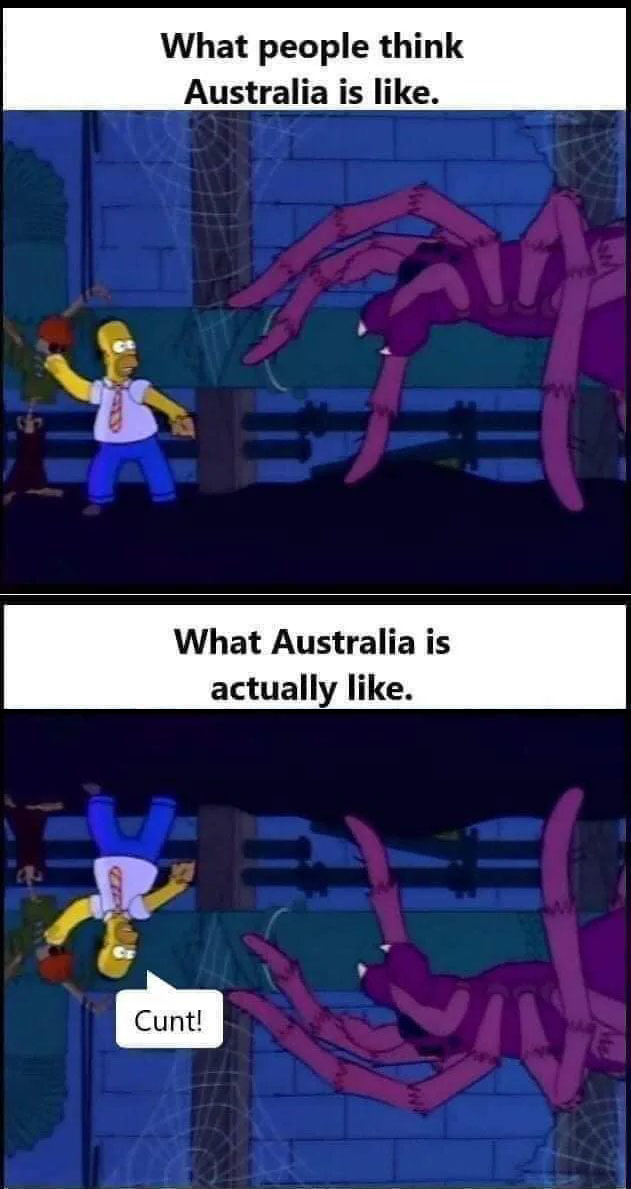 What people think
Australia is like.
What Australia is
actually like.
Cunt!